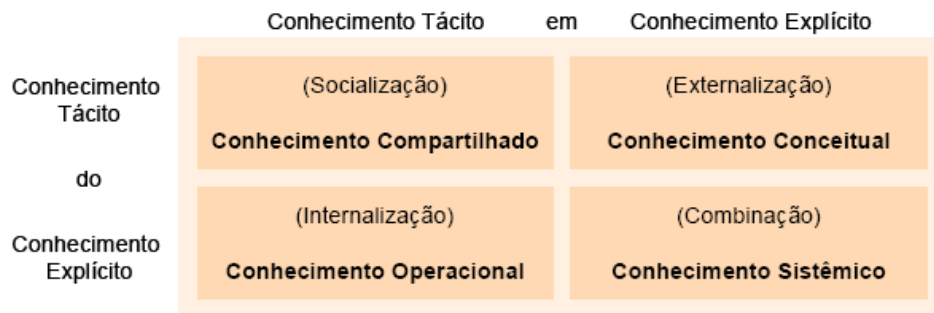 Conhecimento Tácito em Conhecimento Explícito
Conhecimento
Tácito
do
Conhecimento
Explícito
(Socialização)
Conhecimento Compartilhado
(Externalização)
Conhecimento Conceitual
(Internalização)
Conhecimento Operacional
(Combinação)
Conhecimento Sistêmico